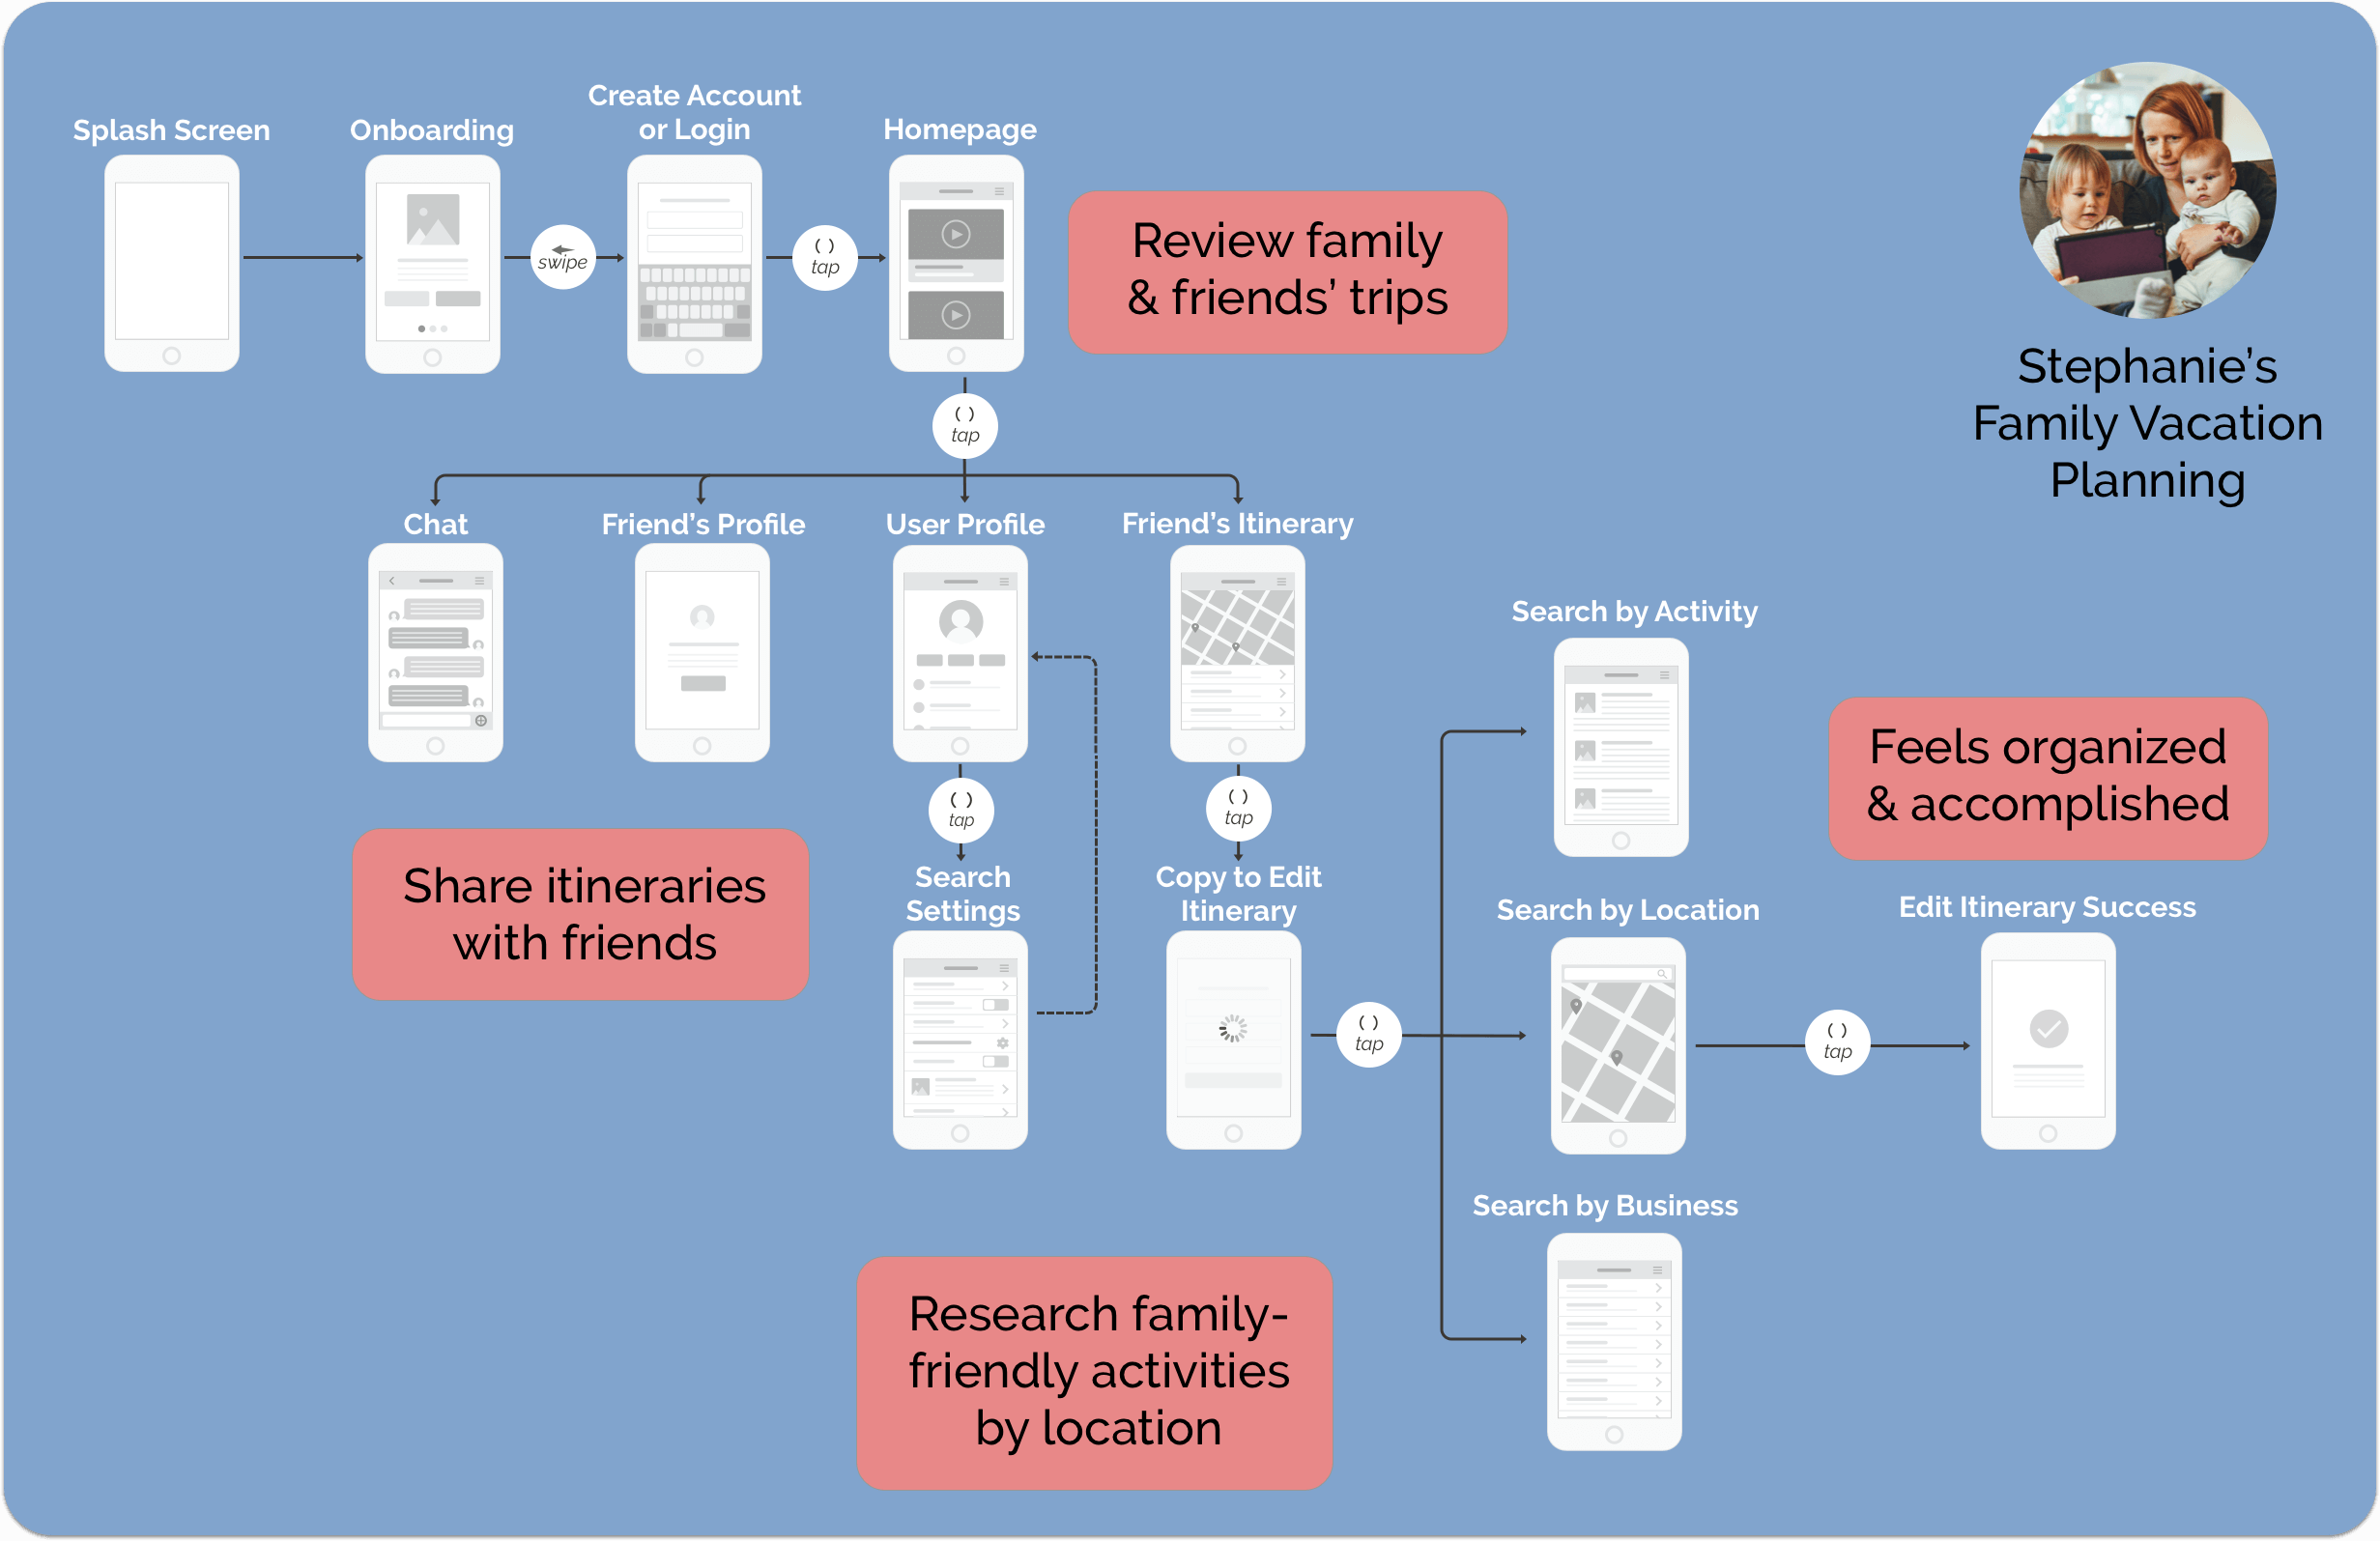 Splash Screen
Onboarding
Create Account
or Login
Homepage
swipe
tap
Review family
& friends’ trips
Stephanie’s
Family Vacation
Planning
tap
Chat
Friend’s Profile
User Profile
Friend’s Itinerary
tap
tap
Share itineraries
with friends
Search
Settings
Copy to Edit
Itinerary
tap
Search by Activity
Feels organized
& accomplished
Search by Location
tap
Edit Itinerary Success
Search by Business
Research family-
friendly activities
by location